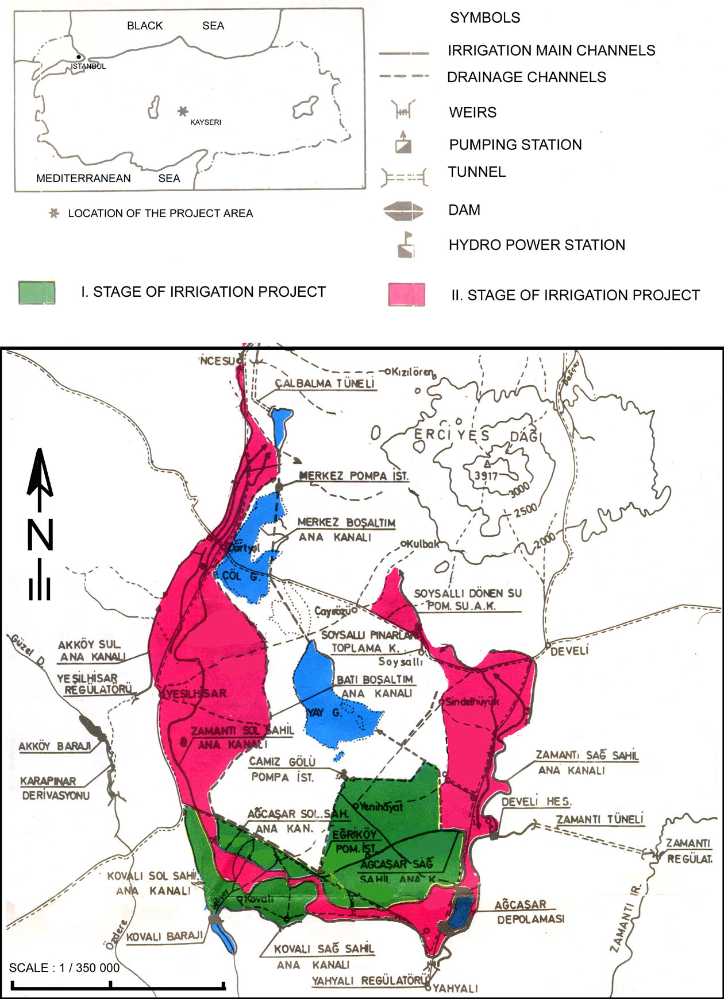 BLACK SEA
ISTANBUL
KAYSERI
MEDITERRANEAN SEA
LOCATION OF THE PROJECT AREA
SYMBOLS
IRRIGATION MAIN CHANNELS
DRAINAGE CHANNELS
WEIRS
PUMPING STATION
TUNNEL
DAM
HYDRO POWER STATION
I. STAGE OF IRRIGATION PROJECT
II. STAGE OF IRRIGATION PROJECT
İNCESU
Kızılören
ÇALBALMA TÜNELİ
Dalıçay
ERCİYES DAĞI
3917
3000
2500
2000
MERKEZ POMPA İST.
N
MERKEZ BOŞALTIM
ANA KANALI
Kulbak
ÇÖL G.
SOYSALLI DÖNEN SU
POM. SU. A.K.
Cayırözü
SOYSALLI PINARLAR
TOPLAMA K.
Soysallı
DEVELİ
Güzel D.
AKKÖY SUL.
ANA KANALI
YEŞİLHİSAR
REGÜLATÖRÜ
YEŞİLHİSAR
BATI BOŞALTIM
ANA KANALI
Sindelhüyük
YAY G.
ZAMANTI SOL SAHİL
ANA KANALI
AKKÖY BARAJI
CAMIZ GÖLÜ
POMPA İST.
ZAMANTI SAĞ SAHİL
ANA KANALI
KARAPINAR
DERİVASYONU
DEVELİ HES.
Yenihayat
AĞCAŞAR SOL.SAH.
ANA KAN.
ZAMANTI TÜNELİ
EĞRİKÖY
POM.İST.
ZAMANTI
REGÜLAT.
AĞCAŞAR SAĞ
SAHİL ANA K.
KOVALI SOL SAHİL
ANA KANALI
Kovalı
AĞCAŞAR
DEPOLAMASI
ZAMANTI IR.
Özdere
KOVALI BARAJI
KOVALI SAĞ SAHİL
ANA KANALI
SCALE : 1 / 350 000
YAHYALI REGÜLATÖRÜ
YAHYALI